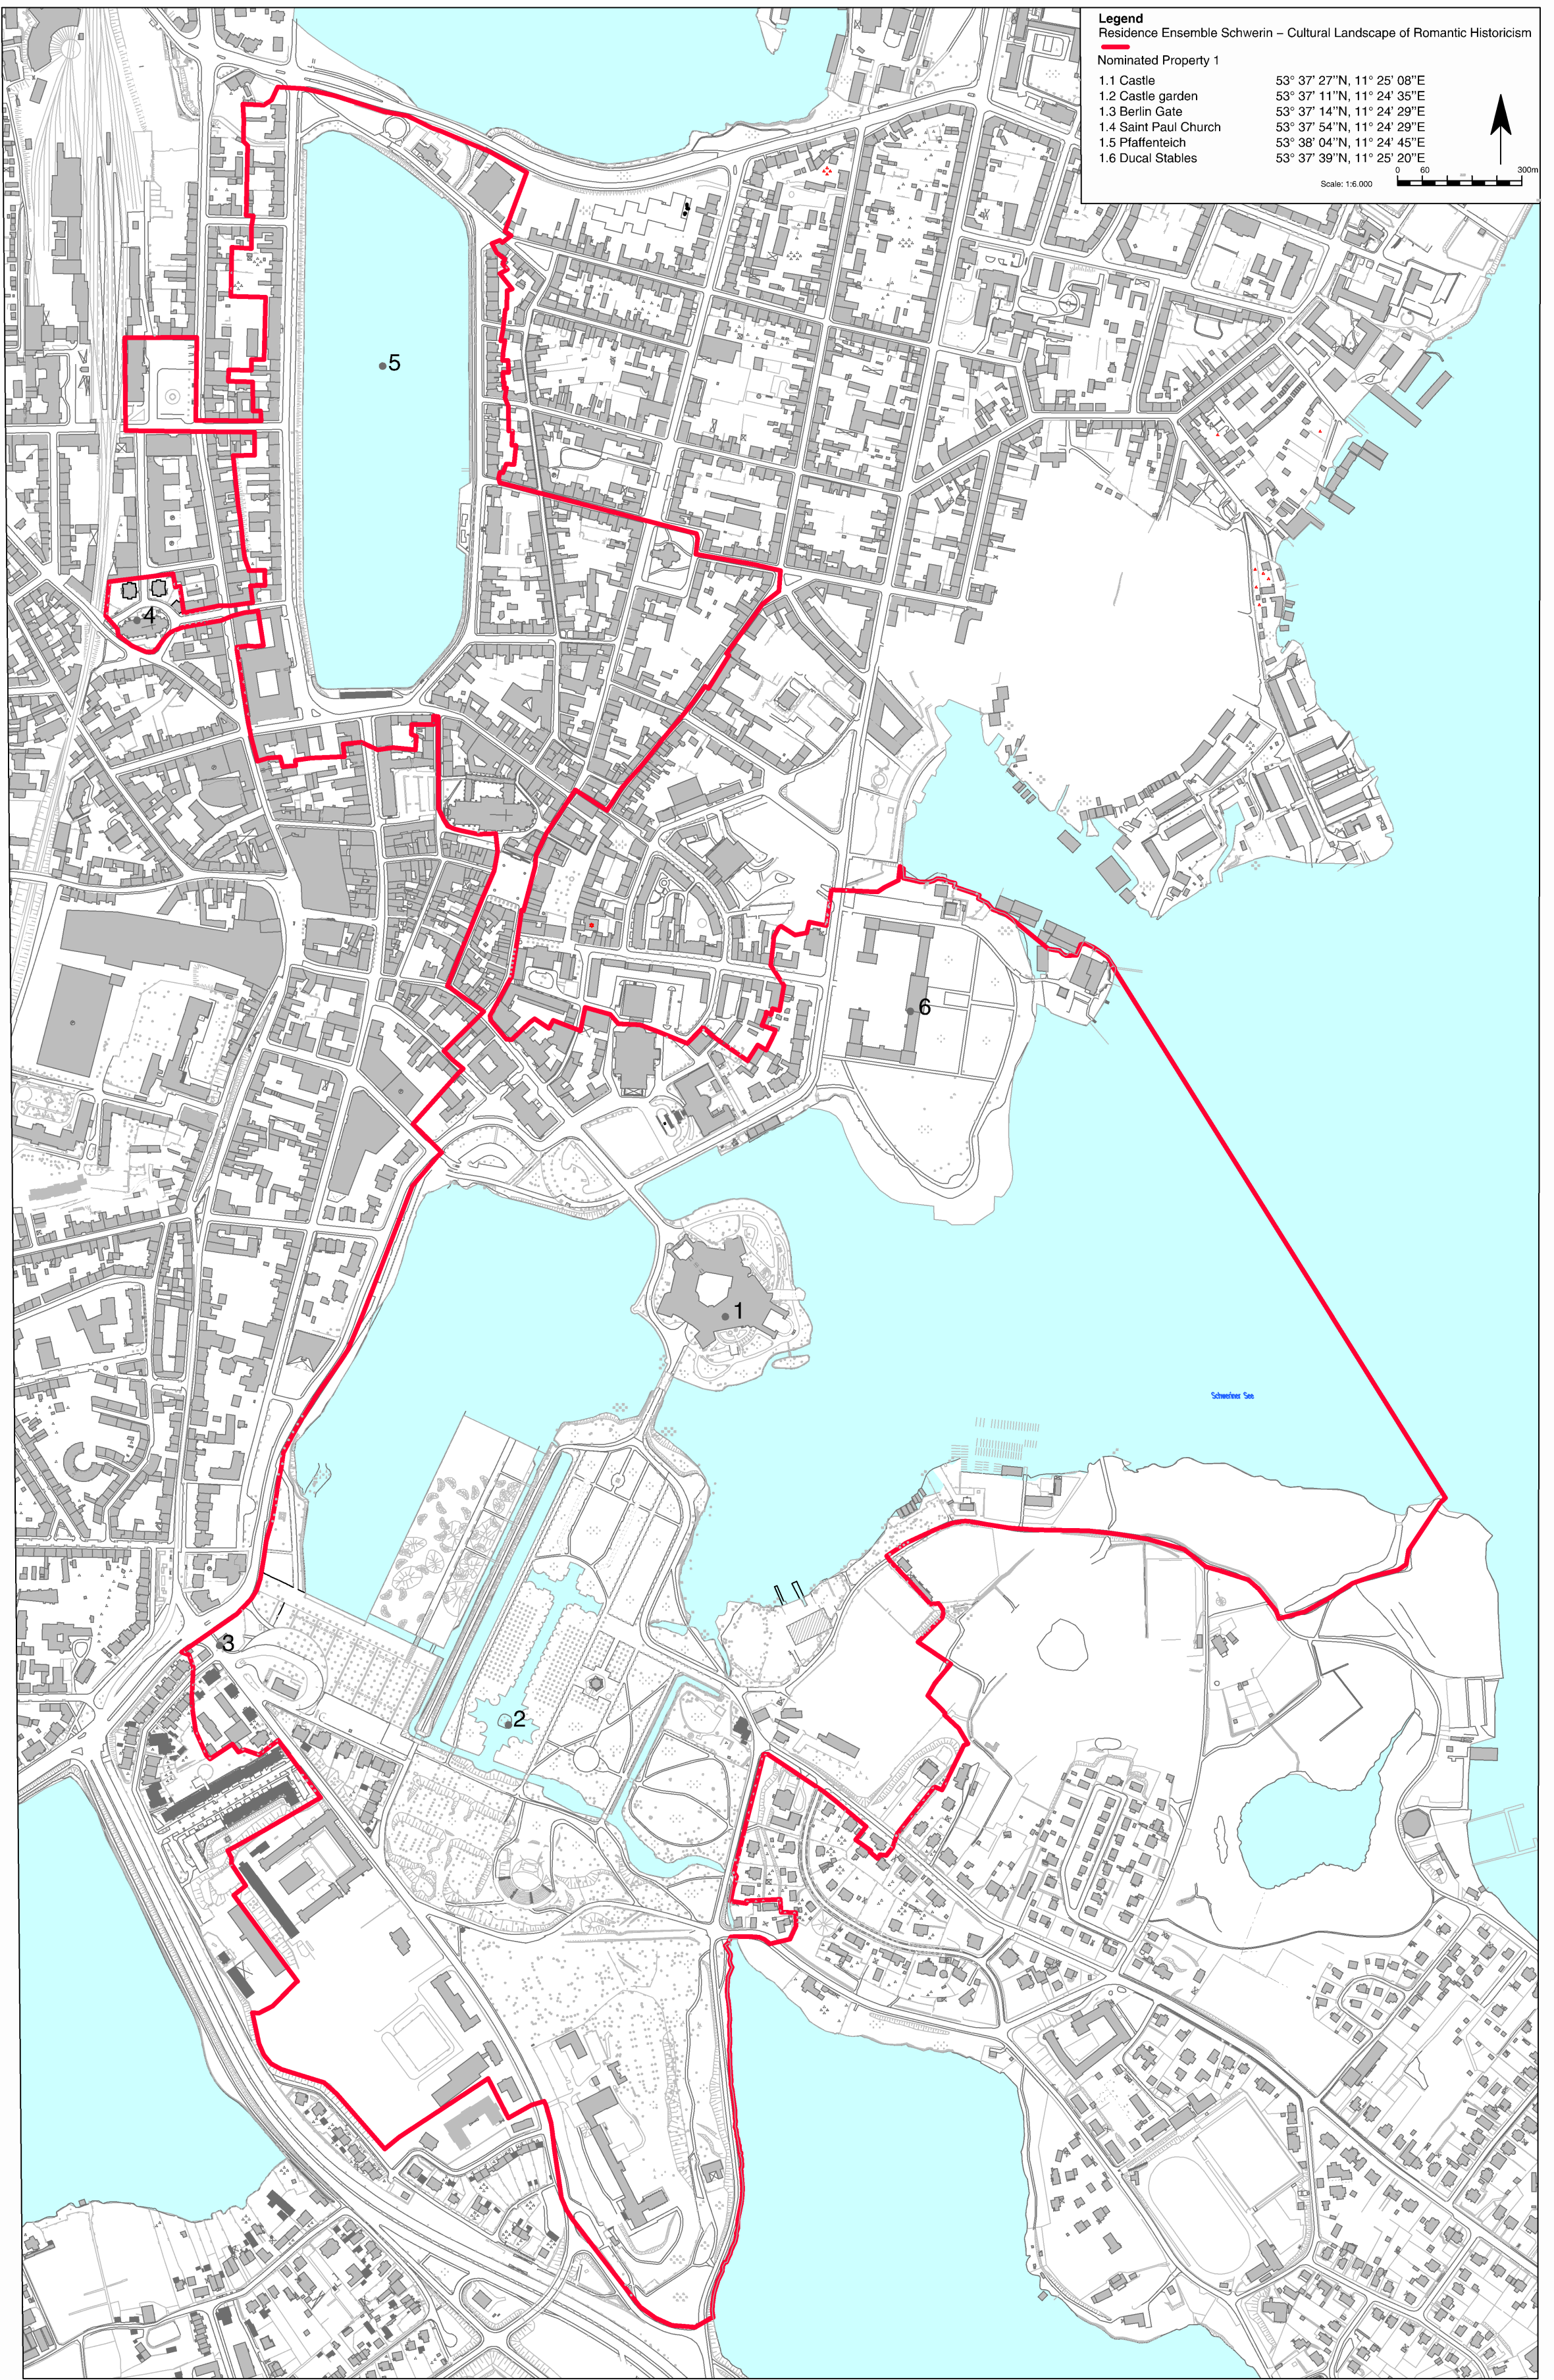 Legend
Residence Ensemble Schwerin – Cultural Landscape of Romantic Historicism
Nominated Property 1
1.1 Castle 53° 37' 27''N, 11° 25' 08''E
1.2 Castle garden 53° 37' 11''N, 11° 24' 35''E
1.3 Berlin Gate 53° 37' 14''N, 11° 24' 29''E
1.4 Saint Paul Church 53° 37' 54''N, 11° 24' 29''E
1.5 Pfaffenteich 53° 38' 04''N, 11° 24' 45''E
1.6 Ducal Stables 53° 37' 39''N, 11° 25' 20''E
0 60 300m
Scale: 1:6.000
5
4
6
1
Schweriner See
3
2